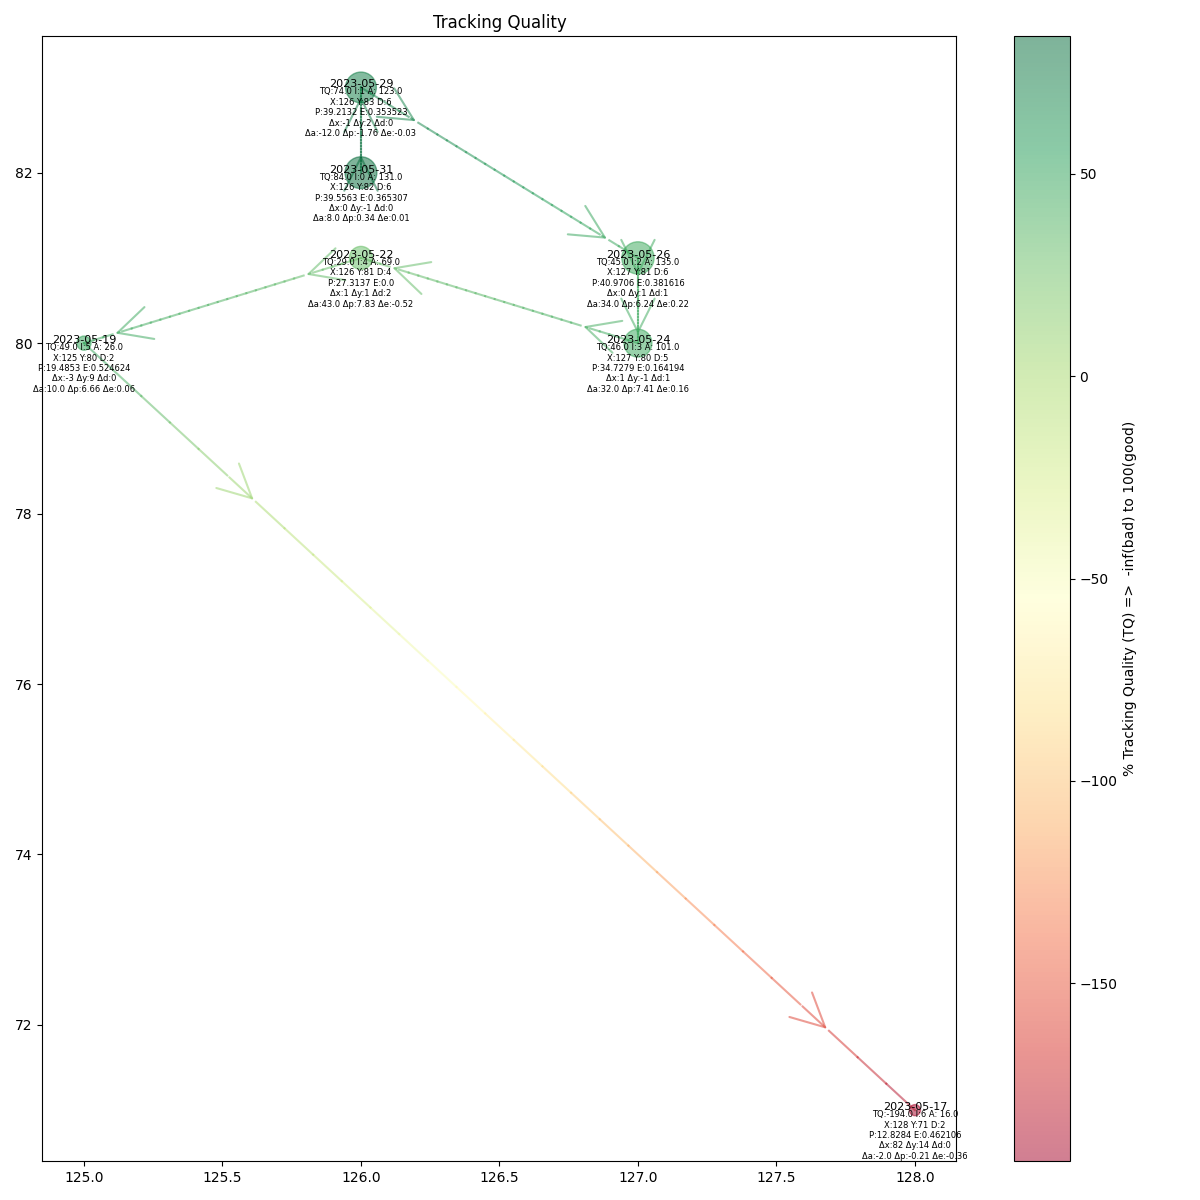 Tracking Quality
2023-05-29
TQ:74.0 I:1 A: 123.0
X:126 Y:83 D:6
P:39.2132 E:0.353523
Δx:-1 Δy:2 Δd:0
Δa:-12.0 Δp:-1.76 Δe:-0.03
2023-05-31
TQ:84.0 I:0 A: 131.0
X:126 Y:82 D:6
P:39.5563 E:0.365307
Δx:0 Δy:-1 Δd:0
Δa:8.0 Δp:0.34 Δe:0.01
2023-05-22
TQ:29.0 I:4 A: 69.0
X:126 Y:81 D:4
P:27.3137 E:0.0
Δx:1 Δy:1 Δd:2
Δa:43.0 Δp:7.83 Δe:-0.52
2023-05-26
TQ:45.0 I:2 A: 135.0
X:127 Y:81 D:6
P:40.9706 E:0.381616
Δx:0 Δy:1 Δd:1
Δa:34.0 Δp:6.24 Δe:0.22
2023-05-19
TQ:49.0 I:5 A: 26.0
X:125 Y:80 D:2
P:19.4853 E:0.524624
Δx:-3 Δy:9 Δd:0
Δa:10.0 Δp:6.66 Δe:0.06
2023-05-24
TQ:46.0 I:3 A: 101.0
X:127 Y:80 D:5
P:34.7279 E:0.164194
Δx:1 Δy:-1 Δd:1
Δa:32.0 Δp:7.41 Δe:0.16
2023-05-17
TQ:-194.0 I:6 A: 16.0
X:128 Y:71 D:2
P:12.8284 E:0.462106
Δx:82 Δy:14 Δd:0
Δa:-2.0 Δp:-0.21 Δe:-0.36
82
80
78
76
74
72
125.0
125.5
126.0
126.5
127.0
127.5
128.0
50
0
−50
−100
−150
% Tracking Quality (TQ) =>  -inf(bad) to 100(good)